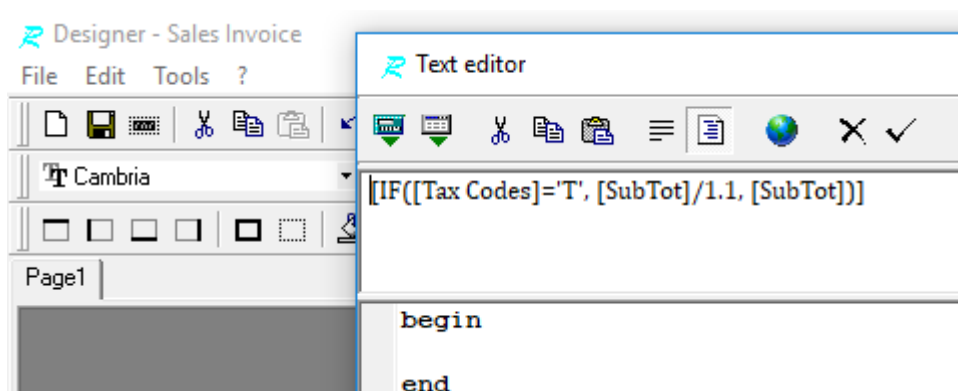 Designer - Sales Invoice
File Edit Tools ?
Text editor
Cambria
[IF([Tax Codes]='T', [SubTot]/1.1, [SubTot])]
Page1
begin
end